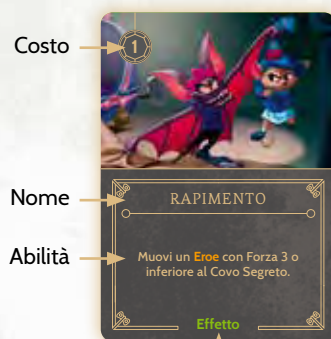 Costo
1
Nome
RAPIMENTO
Abilità
Muovi un Eroe con Forza 3 o
inferiore al Covo Segreto.
Effetto